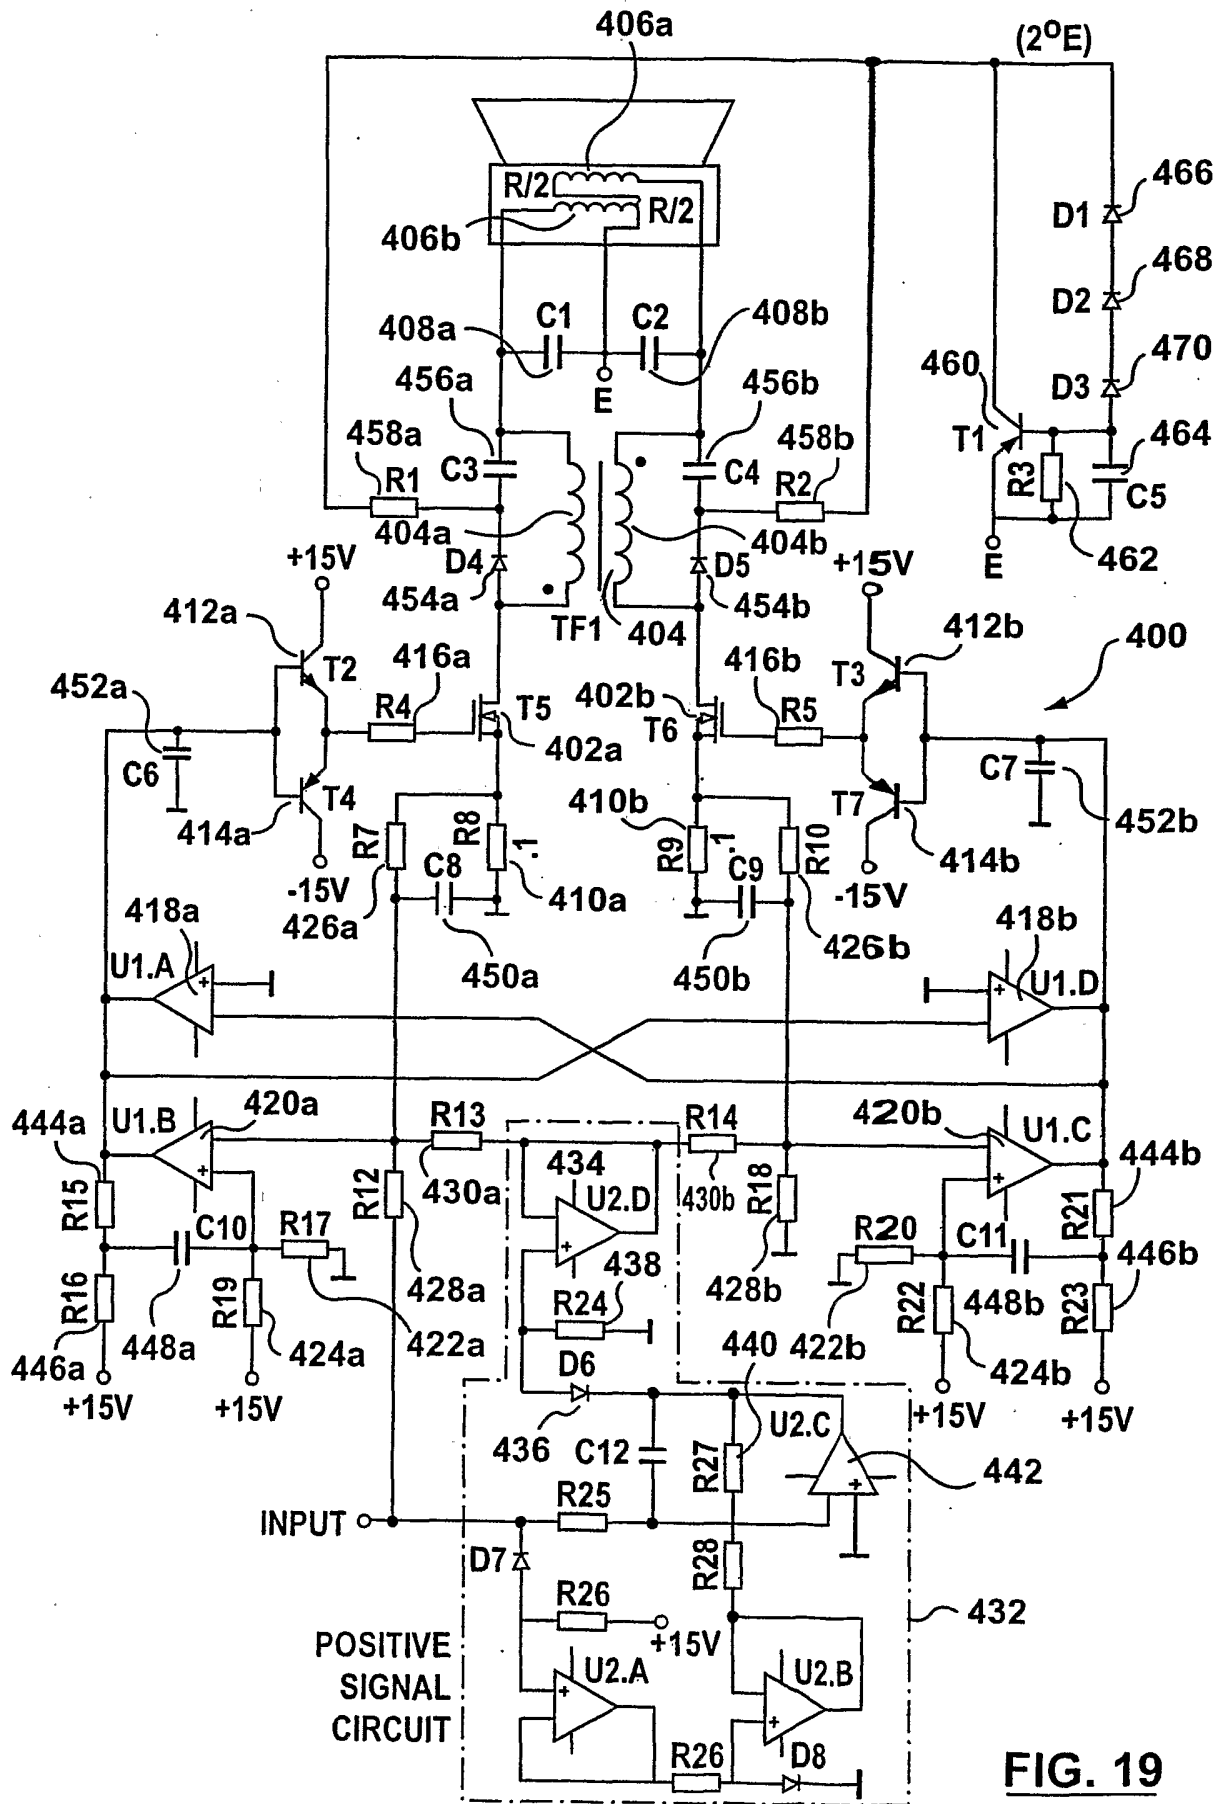 406a
(2°E)
R/2
R/2
406b
466
D1
468
D2
470
D3
408a
C1
C2
408b
E
460
T1
R3
464
C5
E
462
456a
456b
458a
458b
C3
C4
R1
R2
404a
404b
+15V
D4
D5
+15V
454a
454b
TF1
404
412a
412b
400
T2
T3
416a
416b
452a
R4
T5
402b
R5
C6
T6
402a
C7
T4
T7
414a
410b
452b
R7
R8
.1
R9
.1
R10
C8
C9
-15V
410a
-15V
414b
418a
426a
426b
418b
450a
450b
U1.A
U1.D
444a
U1.B
420a
R13
R14
420b
U1.C
444b
434
R15
R12
430a
U2.D
430b
R18
R21
C10
R17
R20
C11
446b
438
R16
R19
428a
R24
428b
R22
448b
R23
446a
448a
424a
422a
440
422b
424b
D6
+15V
+15V
+15V
+15V
436
C12
R27
U2.C
442
INPUT
R25
D7
R28
R26
+15V
432
POSITIVE
SIGNAL
CIRCUIT
U2.A
U2.B
R26
D8
FIG. 19